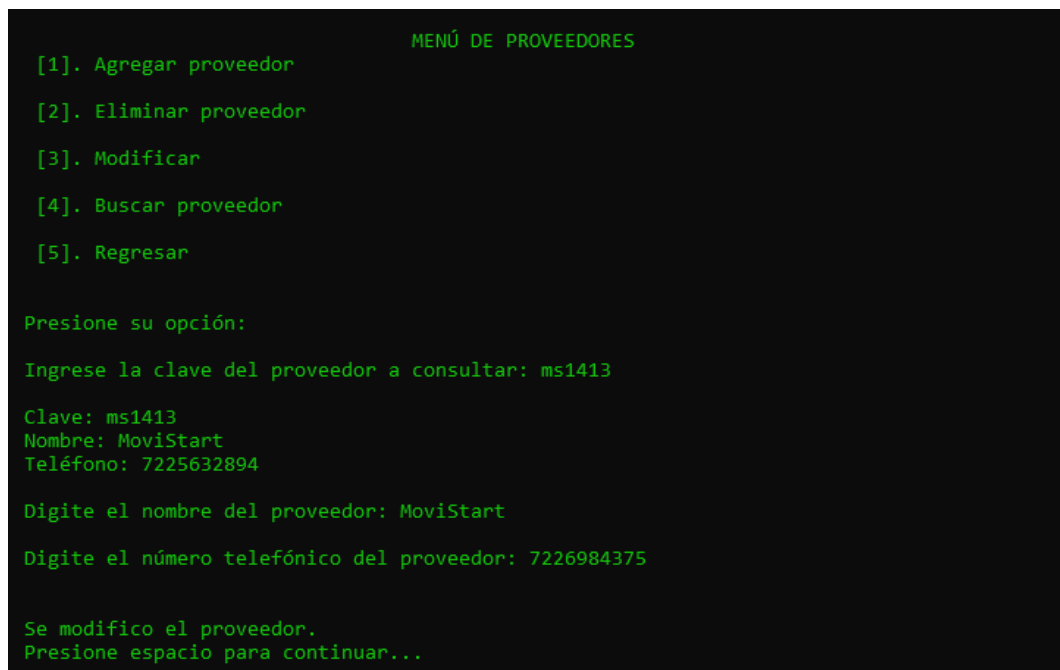 MENÚ DE PROVEEDORES
[1]. Agregar proveedor
[2]. Eliminar proveedor
[3]. Modificar
[4]. Buscar proveedor
[5]. Regresar
Presione su opción:
Ingrese la clave del proveedor a consultar: ms1413
Clave: ms1413
Nombre: MoviStart
Teléfono: 7225632894
Digite el nombre del proveedor: MoviStart
Digite el número telefónico del proveedor: 7226984375
Se modifico el proveedor.
Presione espacio para continuar...